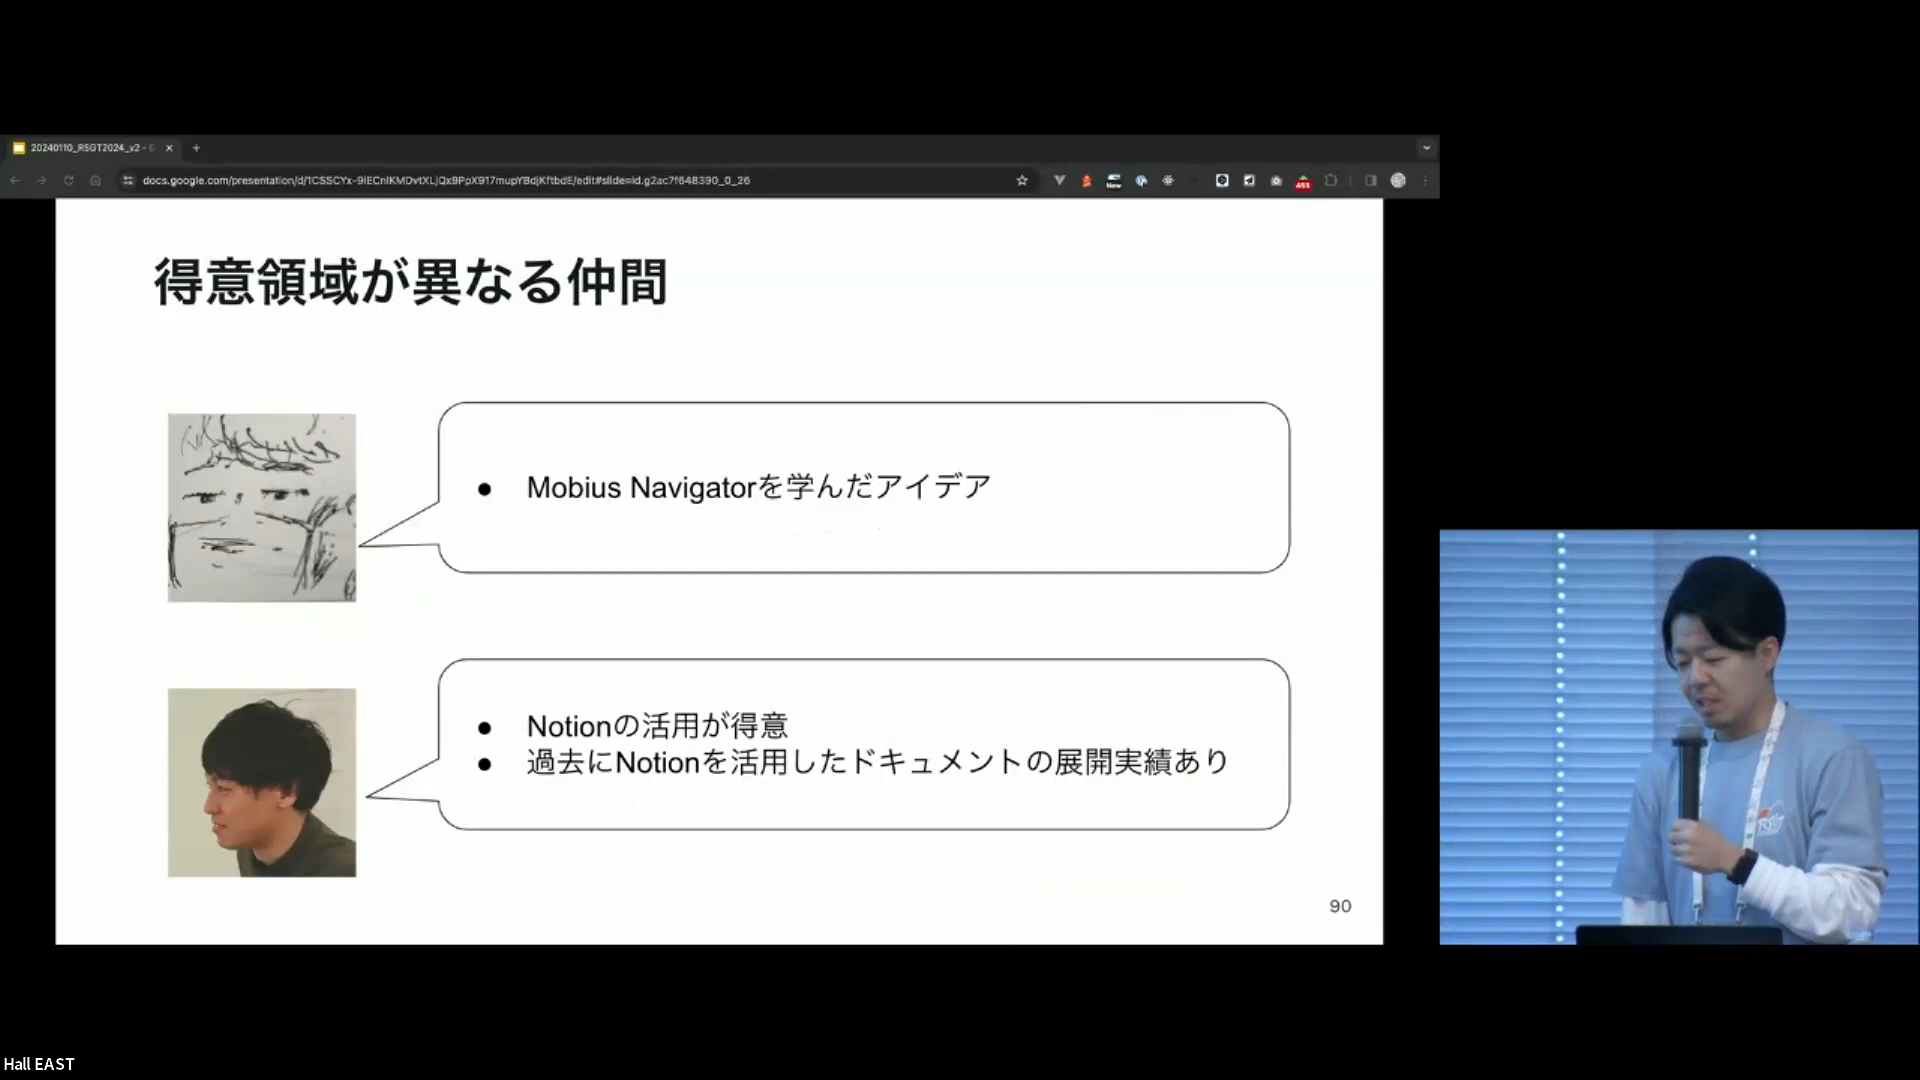 20240110_RSGT2024_v2 - G
docs.google.com/presentation/d/1CSSCYx-9iECnIKMDvtXLjQx9PpX917mupYBdjKftbdE/edit#slide=id.g2ac7f648390_0_26
New
455
得意領域が異なる仲間
● Mobius Navigatorを学んだアイデア
● Notionの活用が得意
● 過去にNotionを活用したドキュメントの展開実績あり
90
RSGT
Hall EAST